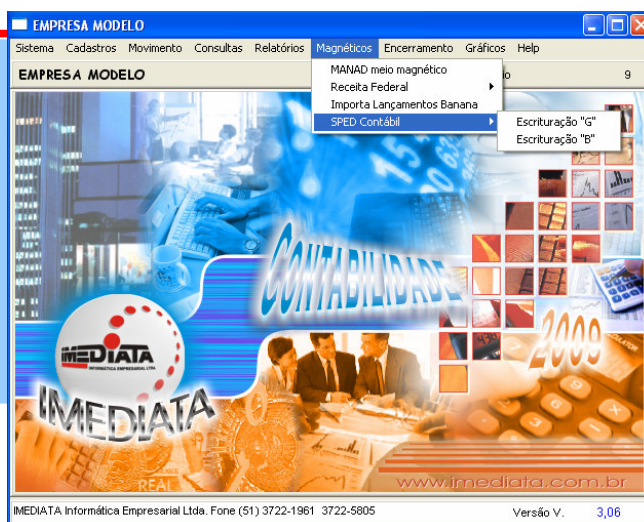 EMPRESA MODELO
Sistema Cadastros Movimento Consultas Relatórios Magnéticos Encerramento Gráficos Help
EMPRESA MODELO
9
MANAD meio magnético
Receita Federal
Importa Lançamentos Banana
SPED Contábil
Escrituração "G"
Escrituração "B"
CONTABILIDADE
2009
IMEDIATA
INFORMÁTICA EMPRESARIAL LTDA.
IMEDIATA
REAL
www.imediata.com.br
IMEDIATA Informática Empresarial Ltda. Fone (51) 3722-1961 3722-5805
Versão V. 3,06